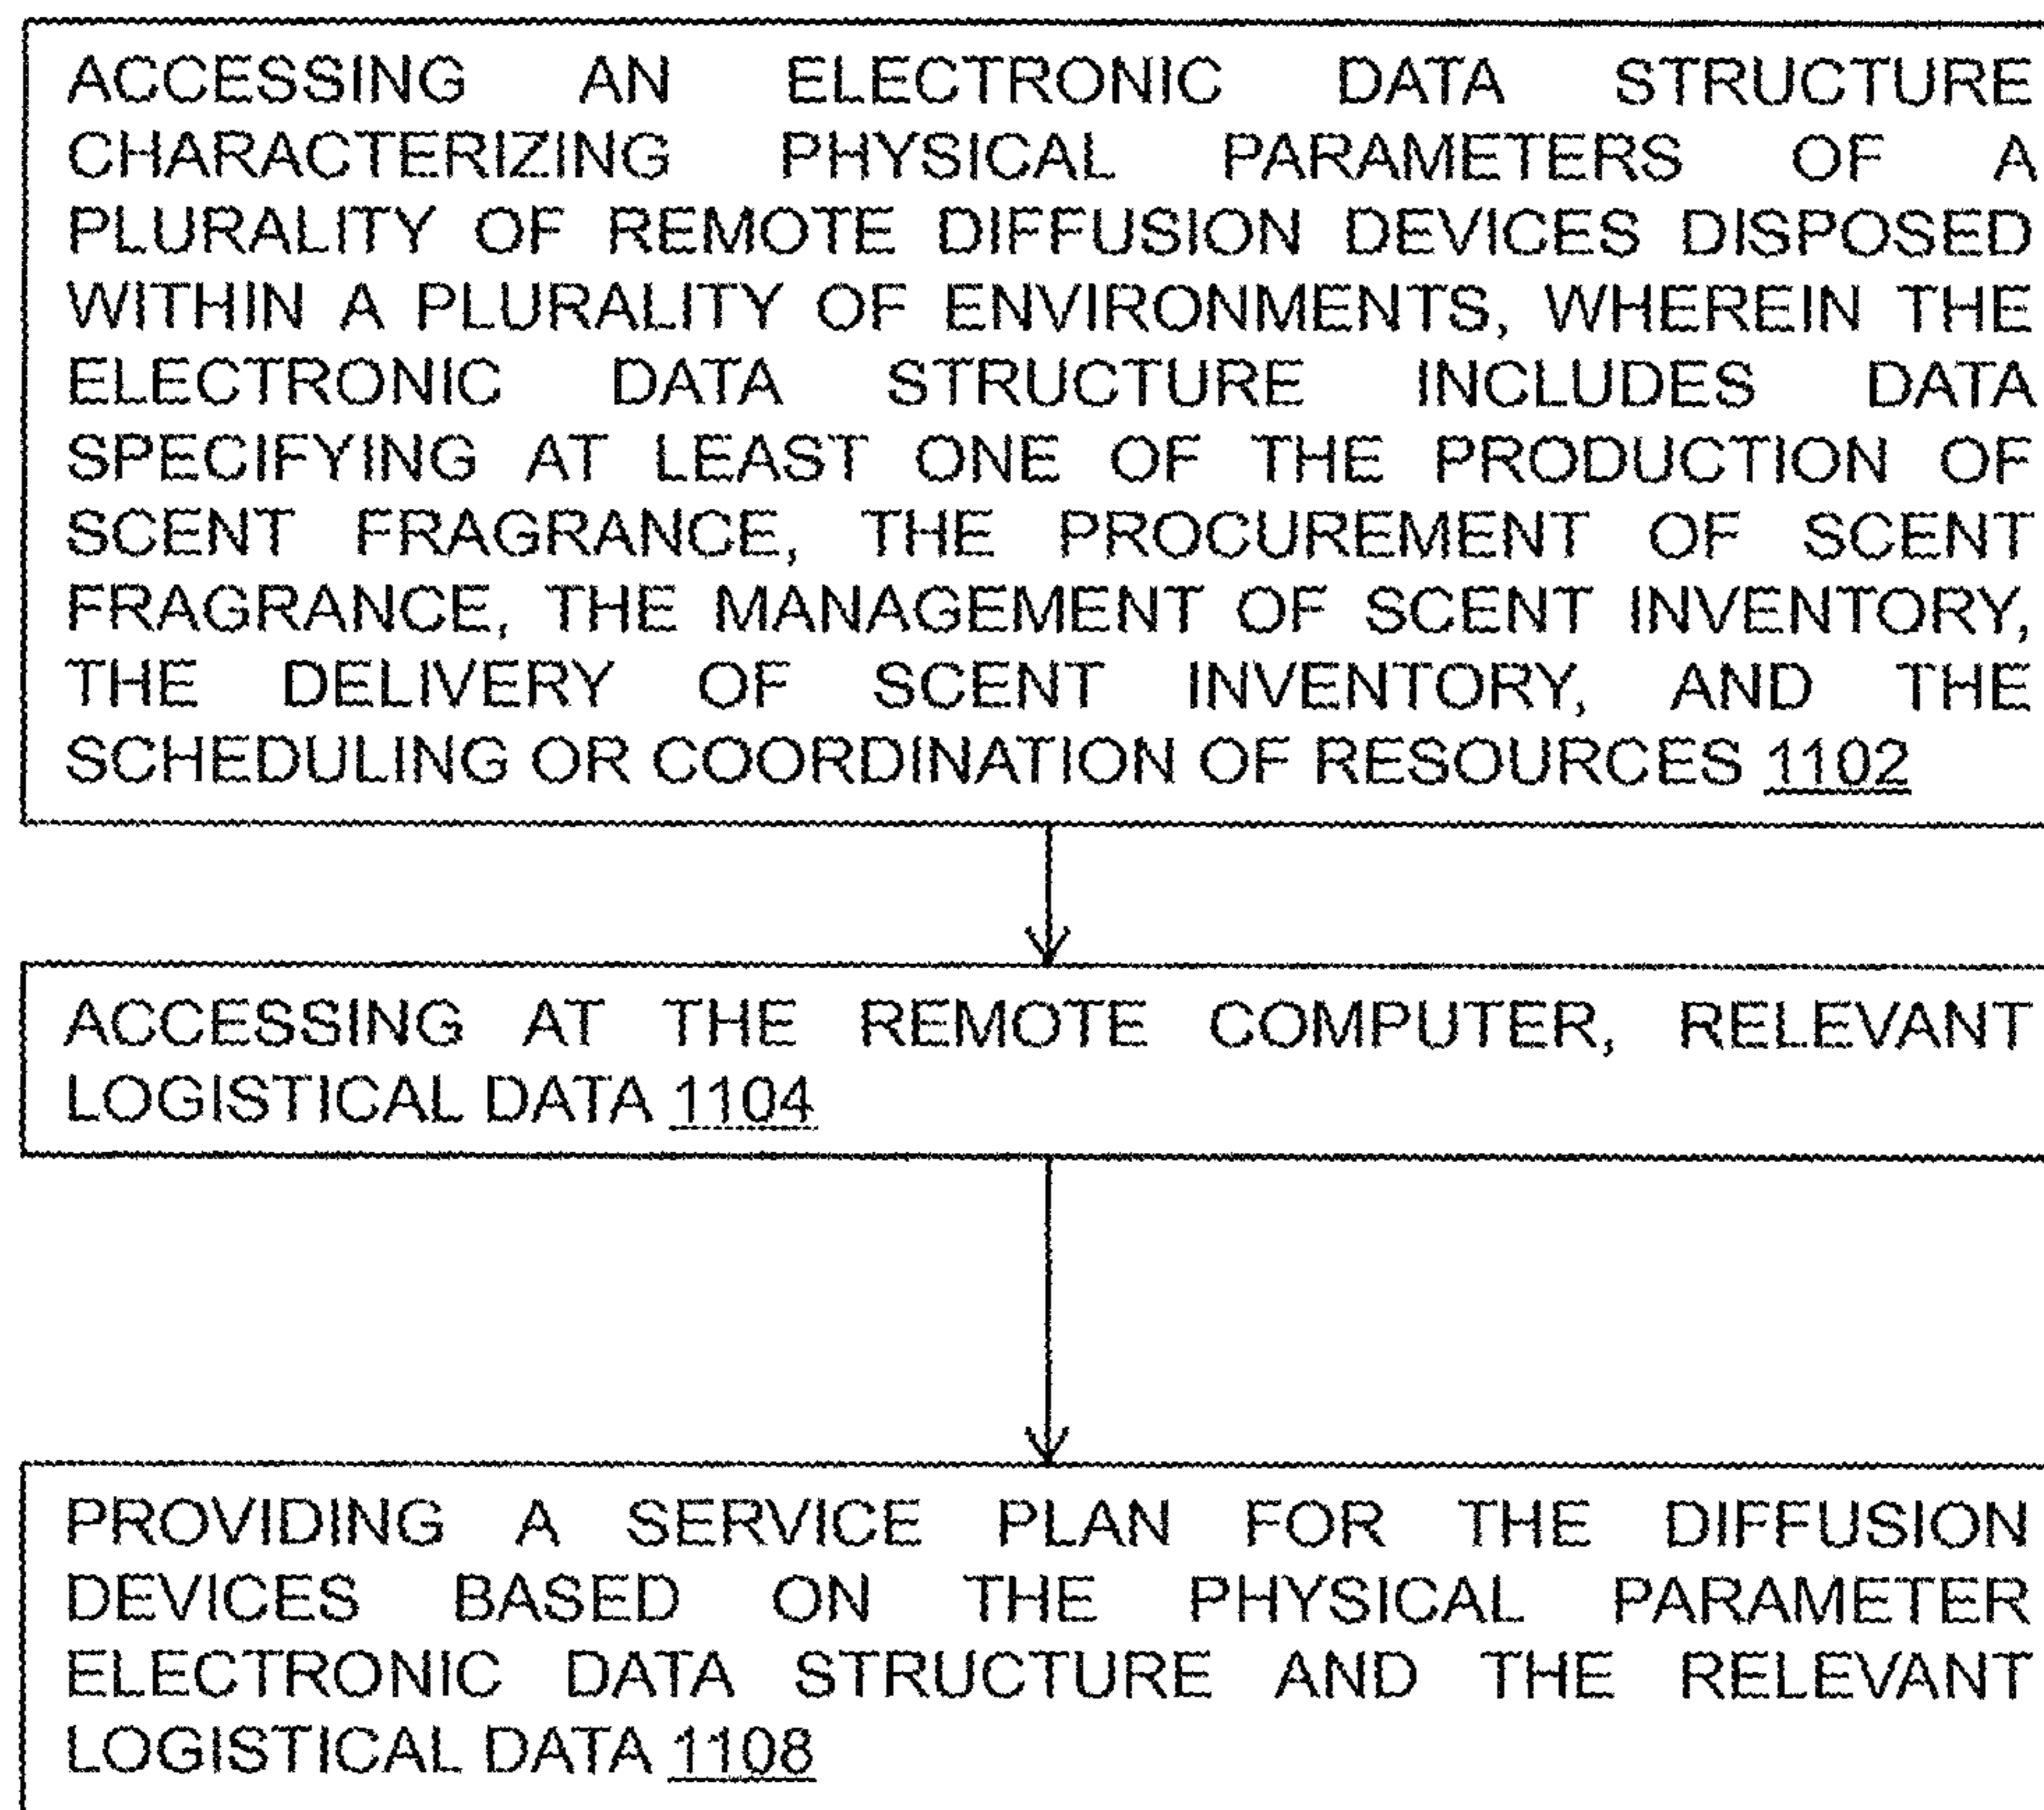 ACCESSING AN ELECTRONIC DATA STRUCTURE
CHARACTERIZING PHYSICAL PARAMETERS OF A
PLURALITY OF REMOTE DIFFUSION DEVICES DISPOSED
WITHIN A PLURALITY OF ENVIRONMENTS, WHEREIN THE
ELECTRONIC DATA STRUCTURE INCLUDES DATA
SPECIFYING AT LEAST ONE OF THE PRODUCTION OF
SCENT FRAGRANCE, THE PROCUREMENT OF SCENT
FRAGRANCE, THE MANAGEMENT OF SCENT INVENTORY,
THE DELIVERY OF SCENT INVENTORY, AND THE
SCHEDULING OR COORDINATION OF RESOURCES 1102
ACCESSING AT THE REMOTE COMPUTER, RELEVANT
LOGISTICAL DATA 1104
PROVIDING A SERVICE PLAN FOR THE DIFFUSION
DEVICES BASED ON THE PHYSICAL PARAMETER
ELECTRONIC DATA STRUCTURE AND THE RELEVANT
LOGISTICAL DATA 1108